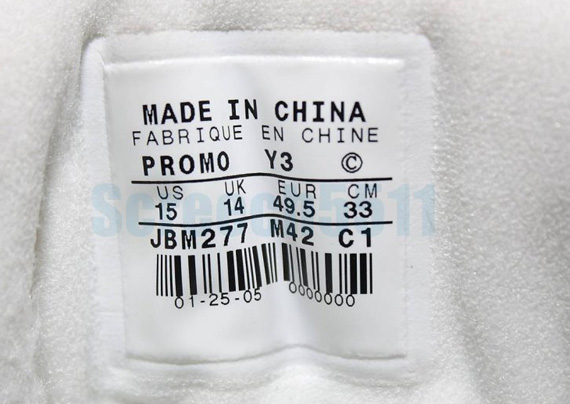 MADE IN CHINA
FABRIQUE EN CHINE
PROMO Y3 ©
US UK EUR CM
15 14 49.5 33
JBM277 M42 C1
01-25-05 0000000